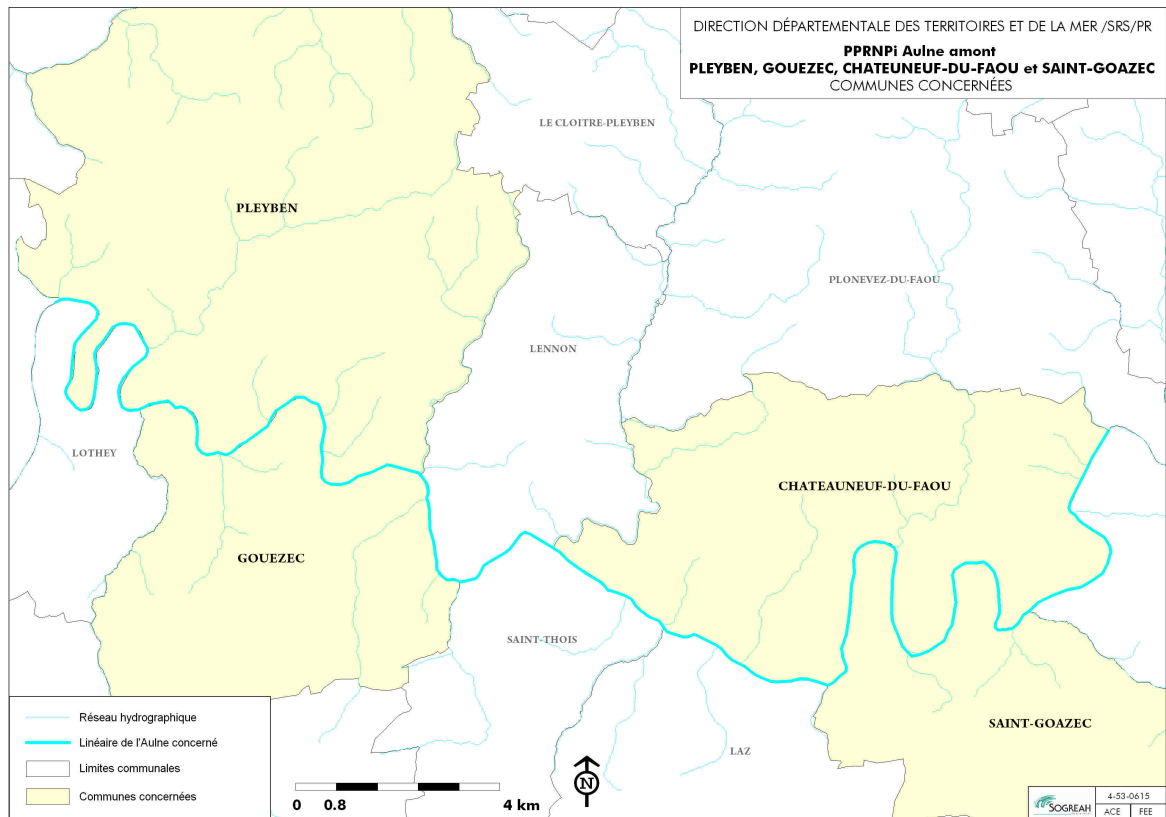 DIRECTION DÉPARTEMENTALE DES TERRITOIRES ET DE LA MER /SRS/PR
PPRNPi Aulne amont
PLEYBEN, GOUEZEC, CHATEUNEUF-DU-FAOU et SAINT-GOAZEC
COMMUNES CONCERNÉES
LE CLOITRE-PLEYBEN
PLEYBEN
PLONEVEZ-DU-FAOU
LENNON
LOTHEY
CHATEAUNEUF-DU-FAOU
GOUEZEC
SAINT-THOIS
SAINT-GOAZEC
LAZ
Réseau hydrographique
Linéaire de l'Aulne concerné
Limites communales
Communes concernées
0 0.8 4 km
N
SOGREAH
4-53-0615
ACE FEE